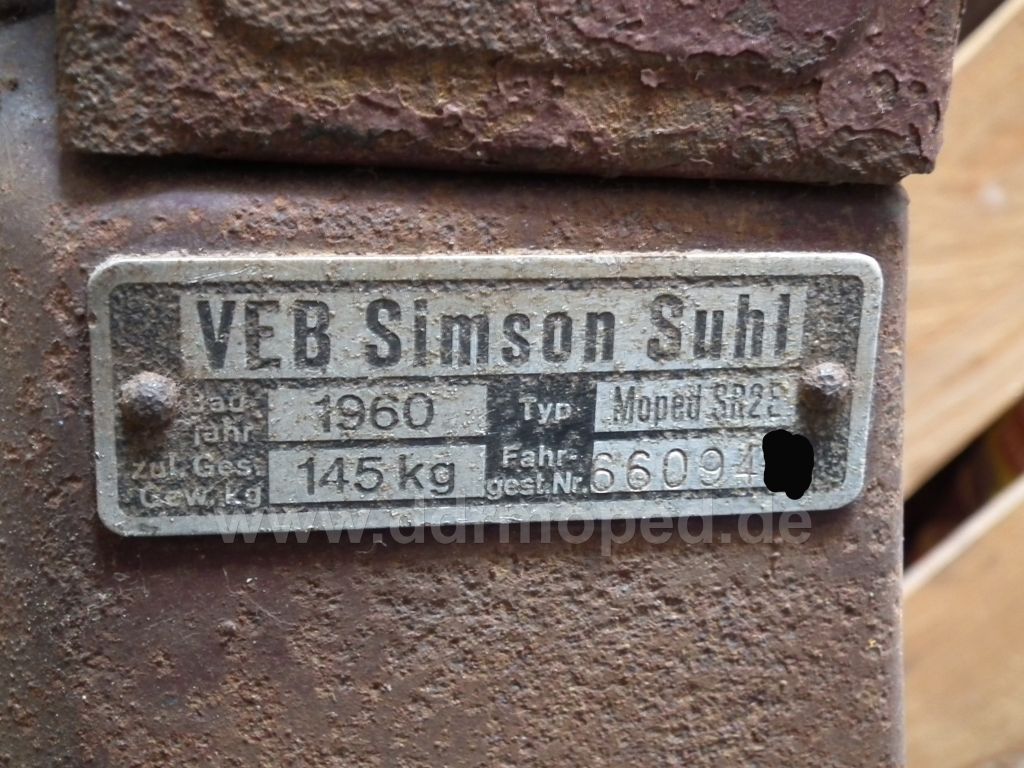 VEB Simson Suhl
Bau-
jahr
1960
Typ
Moped SR2E
zul. Ges.
Gew. kg
145 kg
Fahr-
gest.Nr.
66094
www.ddrmoped.de